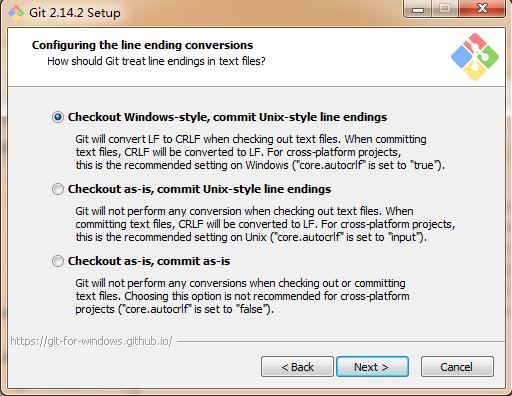 Git 2.14.2 Setup
Configuring the line ending conversions
How should Git treat line endings in text files?
Checkout Windows-style, commit Unix-style line endings
Git will convert LF to CRLF when checking out text files. When committing
text files, CRLF will be converted to LF. For cross-platform projects,
this is the recommended setting on Windows ("core.autocrlf" is set to "true").
Checkout as-is, commit Unix-style line endings
Git will not perform any conversion when checking out text files. When
committing text files, CRLF will be converted to LF. For cross-platform projects,
this is the recommended setting on Unix ("core.autocrlf" is set to "input").
Checkout as-is, commit as-is
Git will not perform any conversions when checking out or committing
text files. Choosing this option is not recommended for cross-platform
projects ("core.autocrlf" is set to "false").
https://git-for-windows.github.io/
< Back
Next >
Cancel